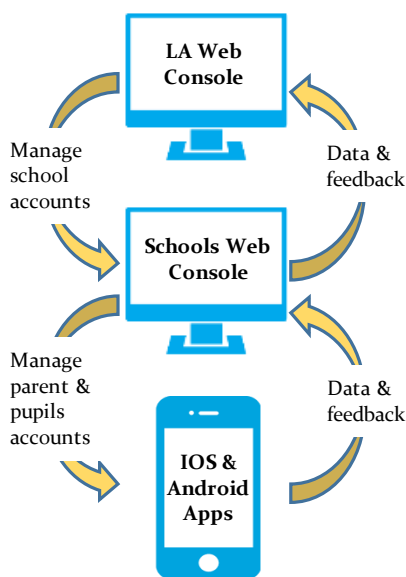 LA Web
Console
Manage
school
accounts
Data &
feedback
Schools Web
Console
Manage
parent &
pupils
accounts
Data &
feedback
IOS &
Android
Apps